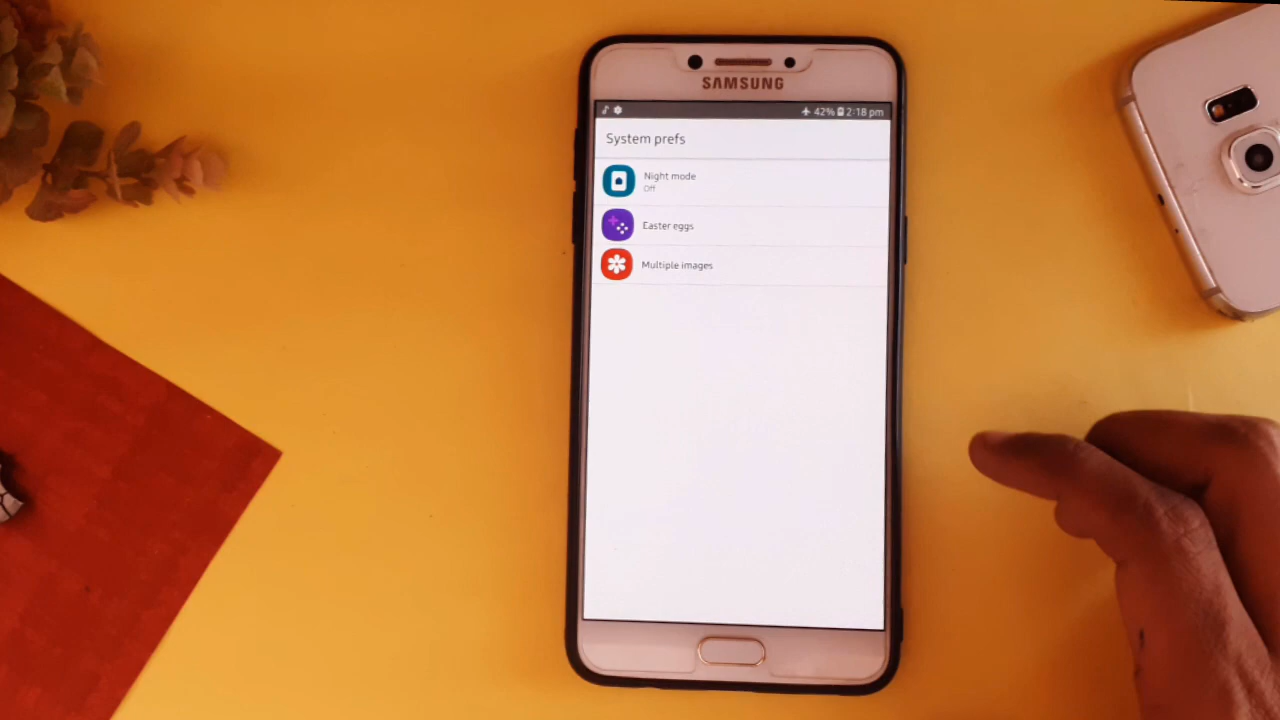 SAMSUNG
42% 2:18 pm
System prefs
Night mode
Off
Easter eggs
Multiple images